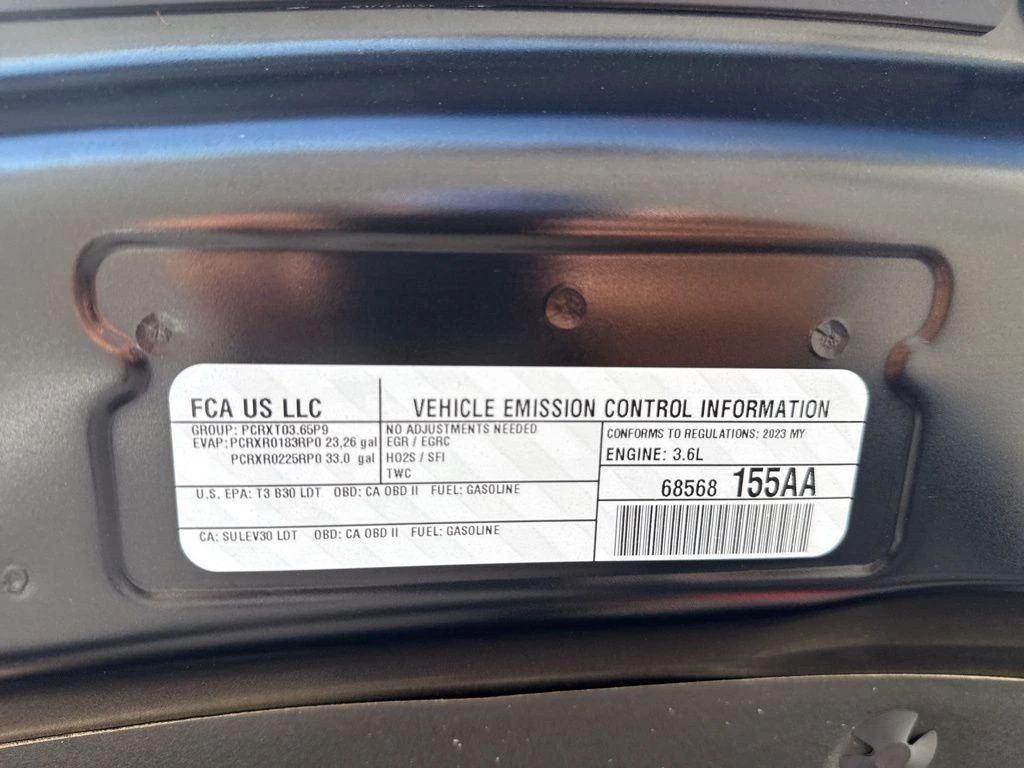 FCA US LLC
VEHICLE EMISSION CONTROL INFORMATION
GROUP: PCRXT03.65P9
EVAP: PCRXR0183RP0 23,26 gal
PCRXR0225RP0 33.0 gal
NO ADJUSTMENTS NEEDED
EGR / EGRC
HO2S / SFI
TWC
CONFORMS TO REGULATIONS: 2023 MY
ENGINE: 3.6L
U.S. EPA: T3 B30 LDT OBD: CA OBD II FUEL: GASOLINE
68568 155AA
CA: SULEV30 LDT OBD: CA OBD II FUEL: GASOLINE